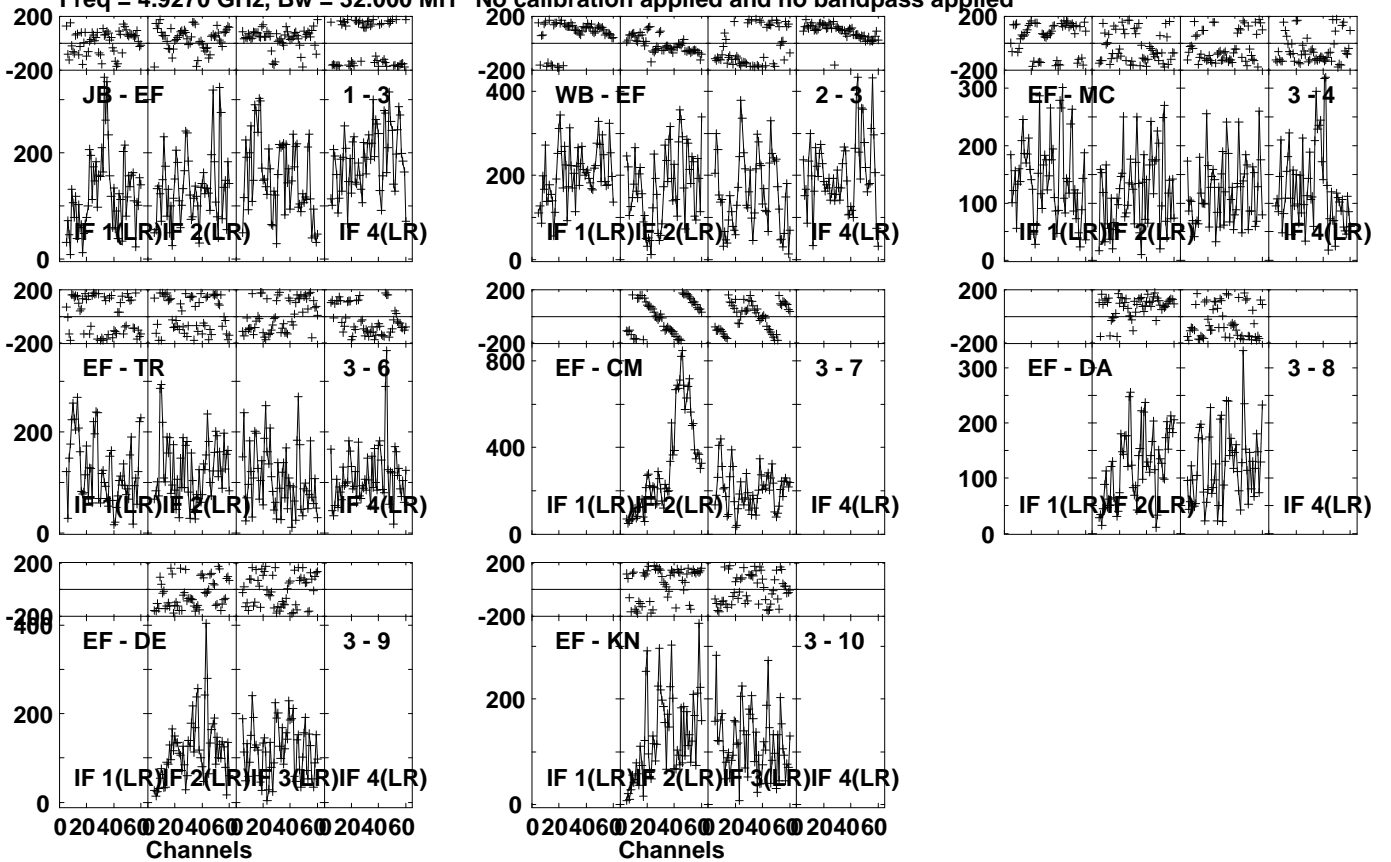 Freq = 4.9270 GHz, Bw = 32.000 MH No calibration applied and no bandpass applied
200
-200
JB - EF 1 - 3
200
0
IF 1(LR) IF 2(LR) IF 4(LR)
200
-200
WB - EF 2 - 3
400
200
0
IF 1(LR) IF 2(LR) IF 4(LR)
200
-200
EF - MC 3 - 4
300
200
100
0
IF 1(LR) IF 2(LR) IF 4(LR)
200
-200
EF - TR 3 - 6
200
0
IF 1(LR) IF 2(LR) IF 4(LR)
200
-200
EF - CM 3 - 7
800
400
0
IF 1(LR) IF 2(LR) IF 4(LR)
200
-200
EF - DA 3 - 8
300
200
100
0
IF 1(LR) IF 2(LR) IF 4(LR)
200
-200
400
EF - DE 3 - 9
200
0
IF 1(LR) IF 2(LR) IF 3(LR) IF 4(LR)
0 20 40 60 0 20 40 60 0 20 40 60 0 20 40 60
Channels
200
-200
EF - KN 3 - 10
200
0
IF 1(LR) IF 2(LR) IF 3(LR) IF 4(LR)
0 20 40 60 0 20 40 60 0 20 40 60 0 20 40 60
Channels